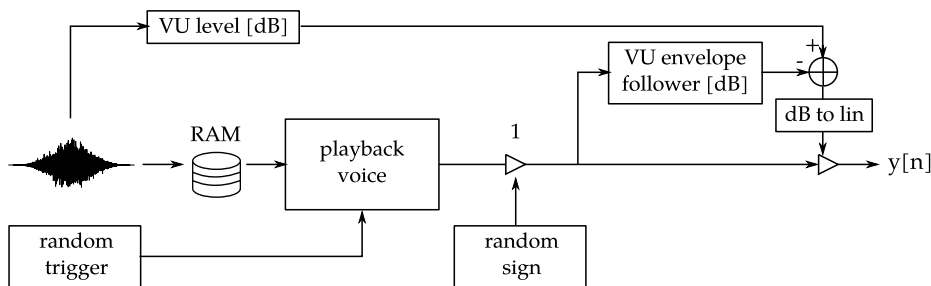 VU level [dB]
+
VU envelope
follower [dB]
-
dB to lin
RAM
playback
voice
1
y[n]
random
trigger
random
sign